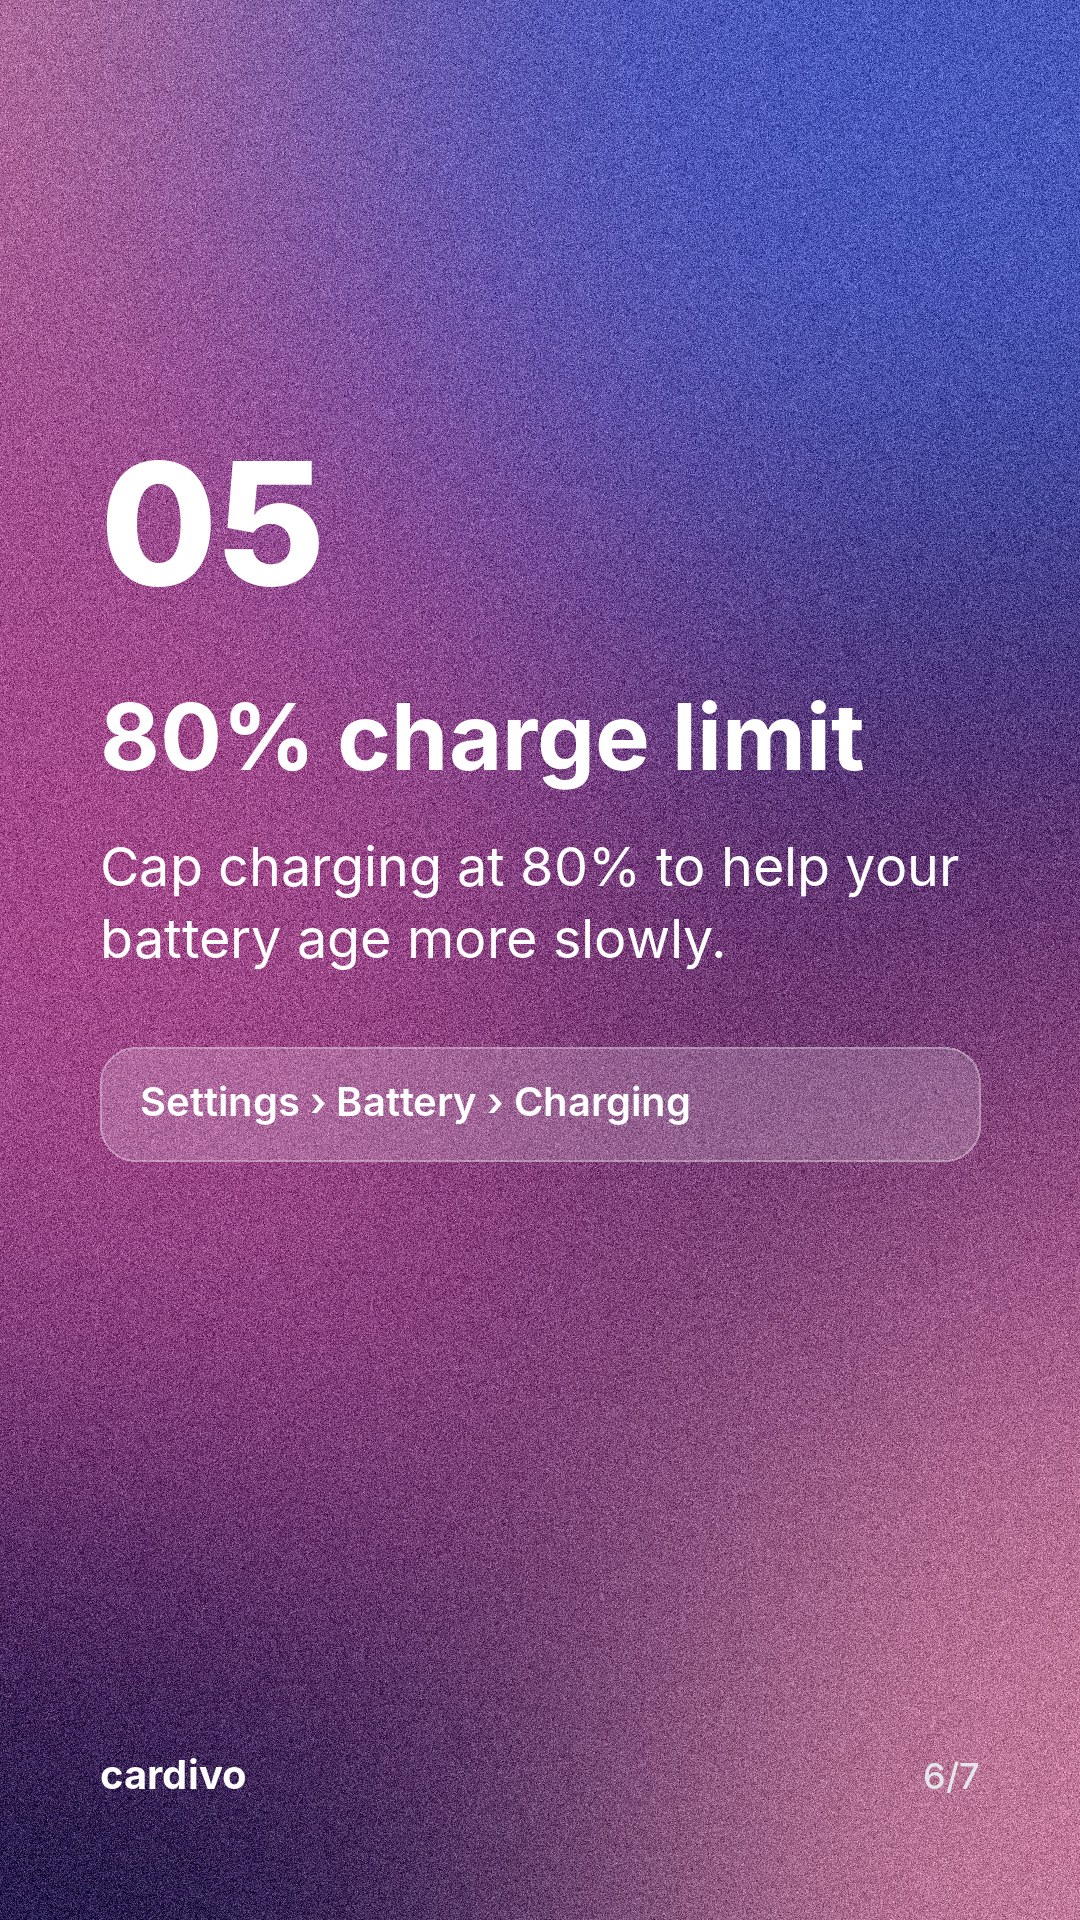 05
80% charge limit
Cap charging at 80% to help your
battery age more slowly.
Settings › Battery › Charging
cardivo
6/7